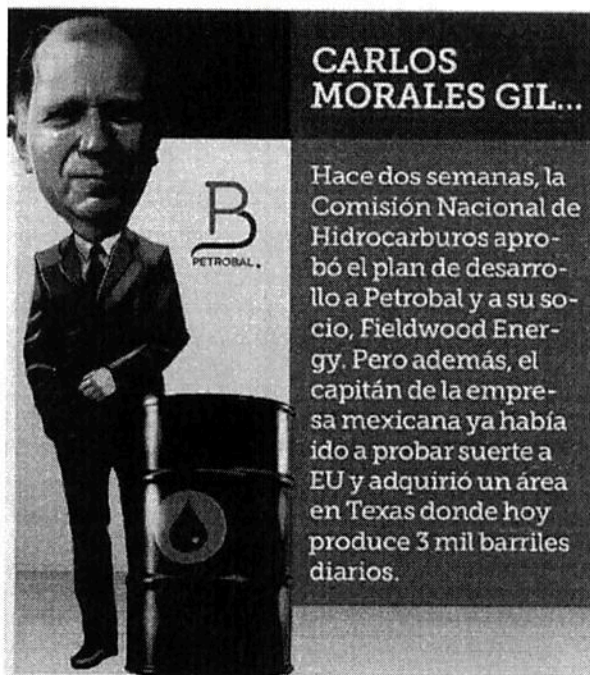 CARLOS
MORALES GIL...
B
PETROBAL.
Hace dos semanas, la
Comisión Nacional de
Hidrocarburos apro-
bó el plan de desarro-
llo a Petrobal y a su so-
cio, Fieldwood Ener-
gy. Pero además, el
capitán de la empre-
sa mexicana ya había
ido a probar suerte a
EU y adquirió un área
en Texas donde hoy
produce 3 mil barriles
diarios.